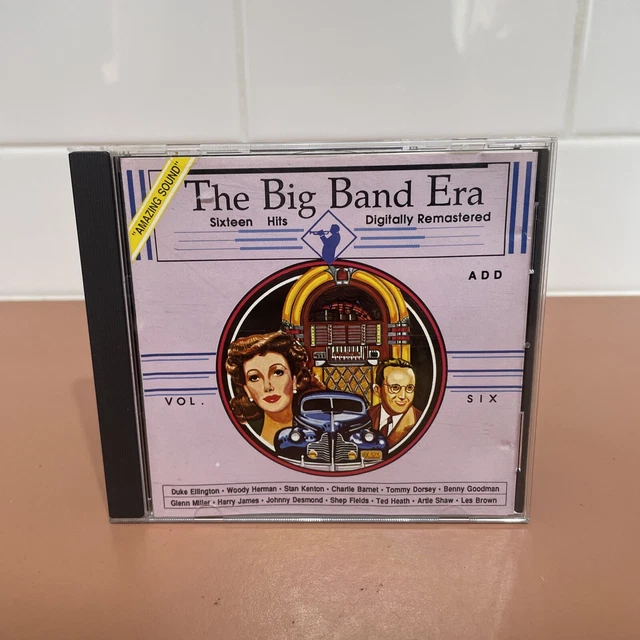 "AMAZING SOUND"
The Big Band Era
Sixteen Hits Digitally Remastered
ADD
VOL. SIX
Duke Ellington • Woody Herman • Stan Kenton • Charlie Barnet • Tommy Dorsey • Benny Goodman
Glenn Miller • Harry James • Johnny Desmond • Shep Fields • Ted Heath • Artie Shaw • Les Brown